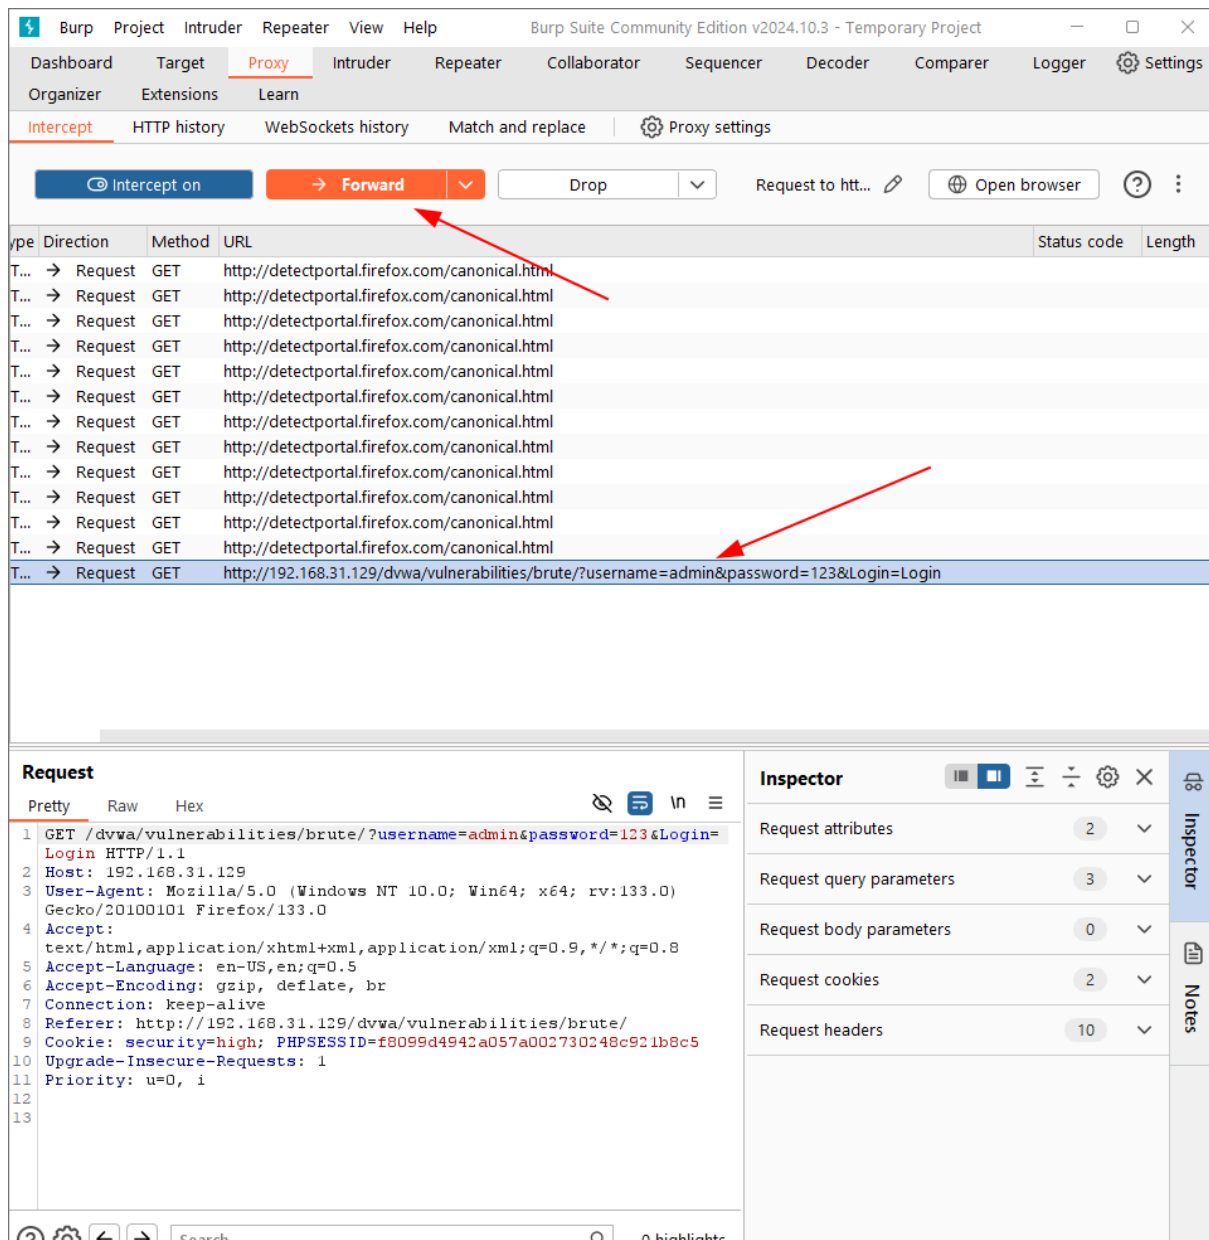 Burp Project Intruder Repeater View Help Burp Suite Community Edition v2024.10.3 - Temporary Project
Dashboard Target Proxy Intruder Repeater Collaborator Sequencer Decoder Comparer Logger Settings
Organizer Extensions Learn
Intercept HTTP history WebSockets history Match and replace Proxy settings
Intercept on Forward Drop Request to htt... Open browser
ype Direction Method URL Status code Length
T... → Request GET http://detectportal.firefox.com/canonical.html
T... → Request GET http://detectportal.firefox.com/canonical.html
T... → Request GET http://detectportal.firefox.com/canonical.html
T... → Request GET http://detectportal.firefox.com/canonical.html
T... → Request GET http://detectportal.firefox.com/canonical.html
T... → Request GET http://detectportal.firefox.com/canonical.html
T... → Request GET http://detectportal.firefox.com/canonical.html
T... → Request GET http://detectportal.firefox.com/canonical.html
T... → Request GET http://detectportal.firefox.com/canonical.html
T... → Request GET http://detectportal.firefox.com/canonical.html
T... → Request GET http://detectportal.firefox.com/canonical.html
T... → Request GET http://detectportal.firefox.com/canonical.html
T... → Request GET http://192.168.31.129/dvwa/vulnerabilities/brute/?username=admin&password=123&Login=Login
Request
Pretty Raw Hex \n
1 GET /dvwa/vulnerabilities/brute/?username=admin&password=123&Login=
Login HTTP/1.1
2 Host: 192.168.31.129
3 User-Agent: Mozilla/5.0 (Windows NT 10.0; Win64; x64; rv:133.0)
Gecko/20100101 Firefox/133.0
4 Accept:
text/html,application/xhtml+xml,application/xml;q=0.9,*/*;q=0.8
5 Accept-Language: en-US,en;q=0.5
6 Accept-Encoding: gzip, deflate, br
7 Connection: keep-alive
8 Referer: http://192.168.31.129/dvwa/vulnerabilities/brute/
9 Cookie: security=high; PHPSESSID=f8099d4942a057a002730248c921b8c5
10 Upgrade-Insecure-Requests: 1
11 Priority: u=0, i
12
13
Search 0 highlights
Inspector
Request attributes 2
Request query parameters 3
Request body parameters 0
Request cookies 2
Request headers 10
Inspector
Notes